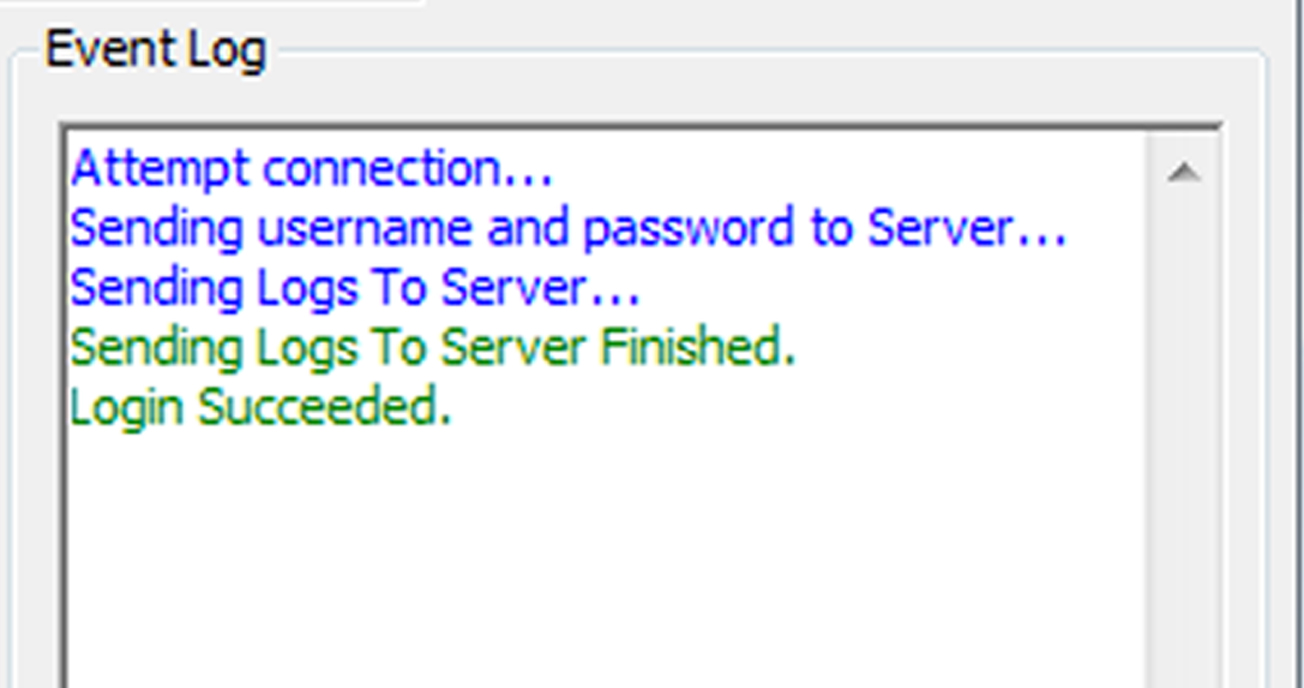 Event Log
Attempt connection...
Sending username and password to Server...
Sending Logs To Server...
Sending Logs To Server Finished.
Login Succeeded.